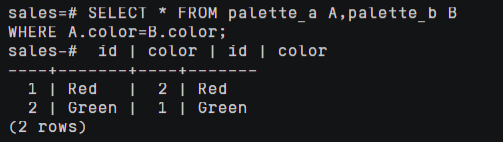 sales=# SELECT * FROM palette_a A,palette_b B
WHERE A.color=B.color;
sales-#  id | color | id | color
----+-------+----+-------
  1 | Red   |  2 | Red
  2 | Green |  1 | Green
(2 rows)